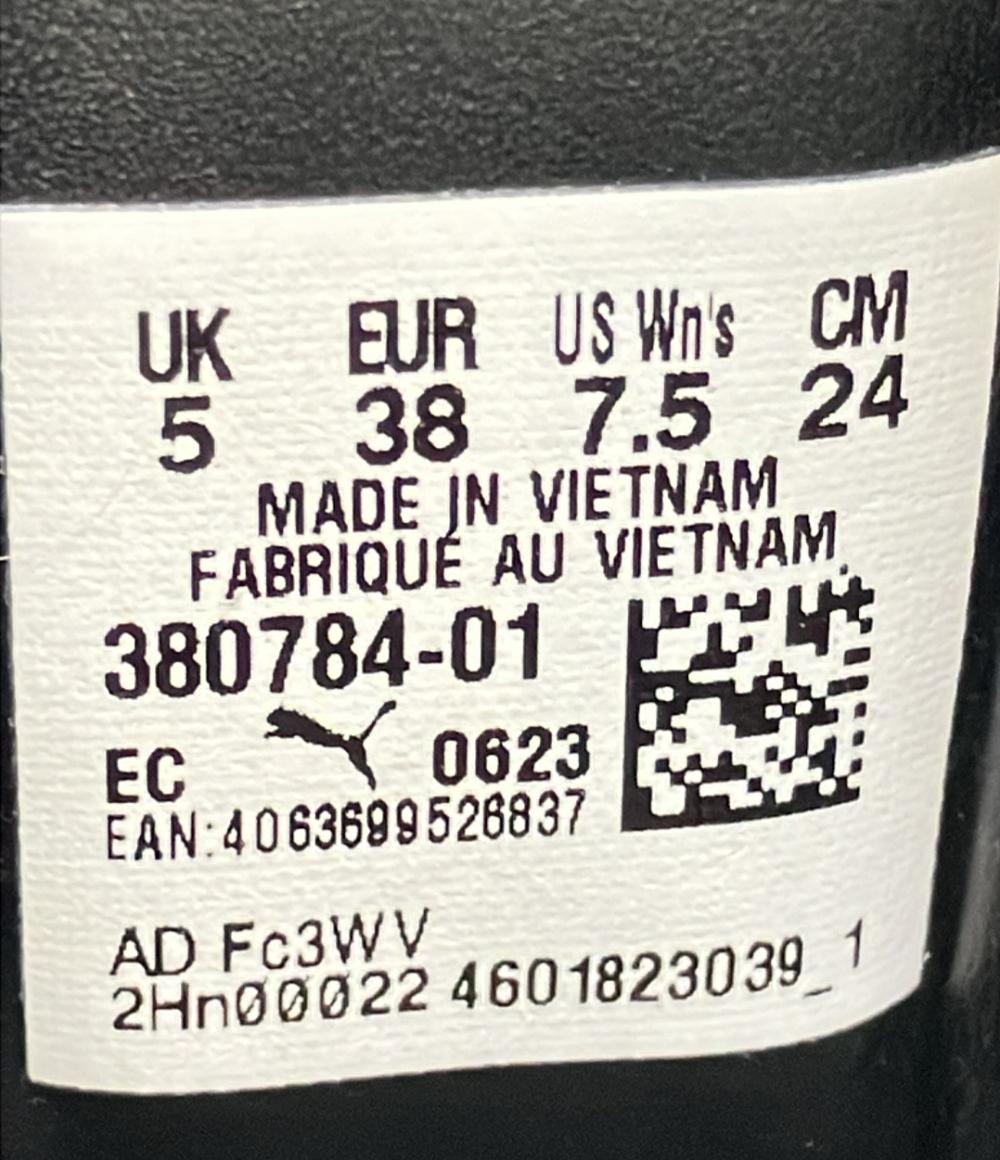 UK EUR US Wn's CM
5 38 7.5 24
MADE IN VIETNAM
FABRIQUÉ AU VIETNAM
380784-01
EC 0623
EAN:4063699526837
AD Fc3WV
2Hn00022 4601823039_1